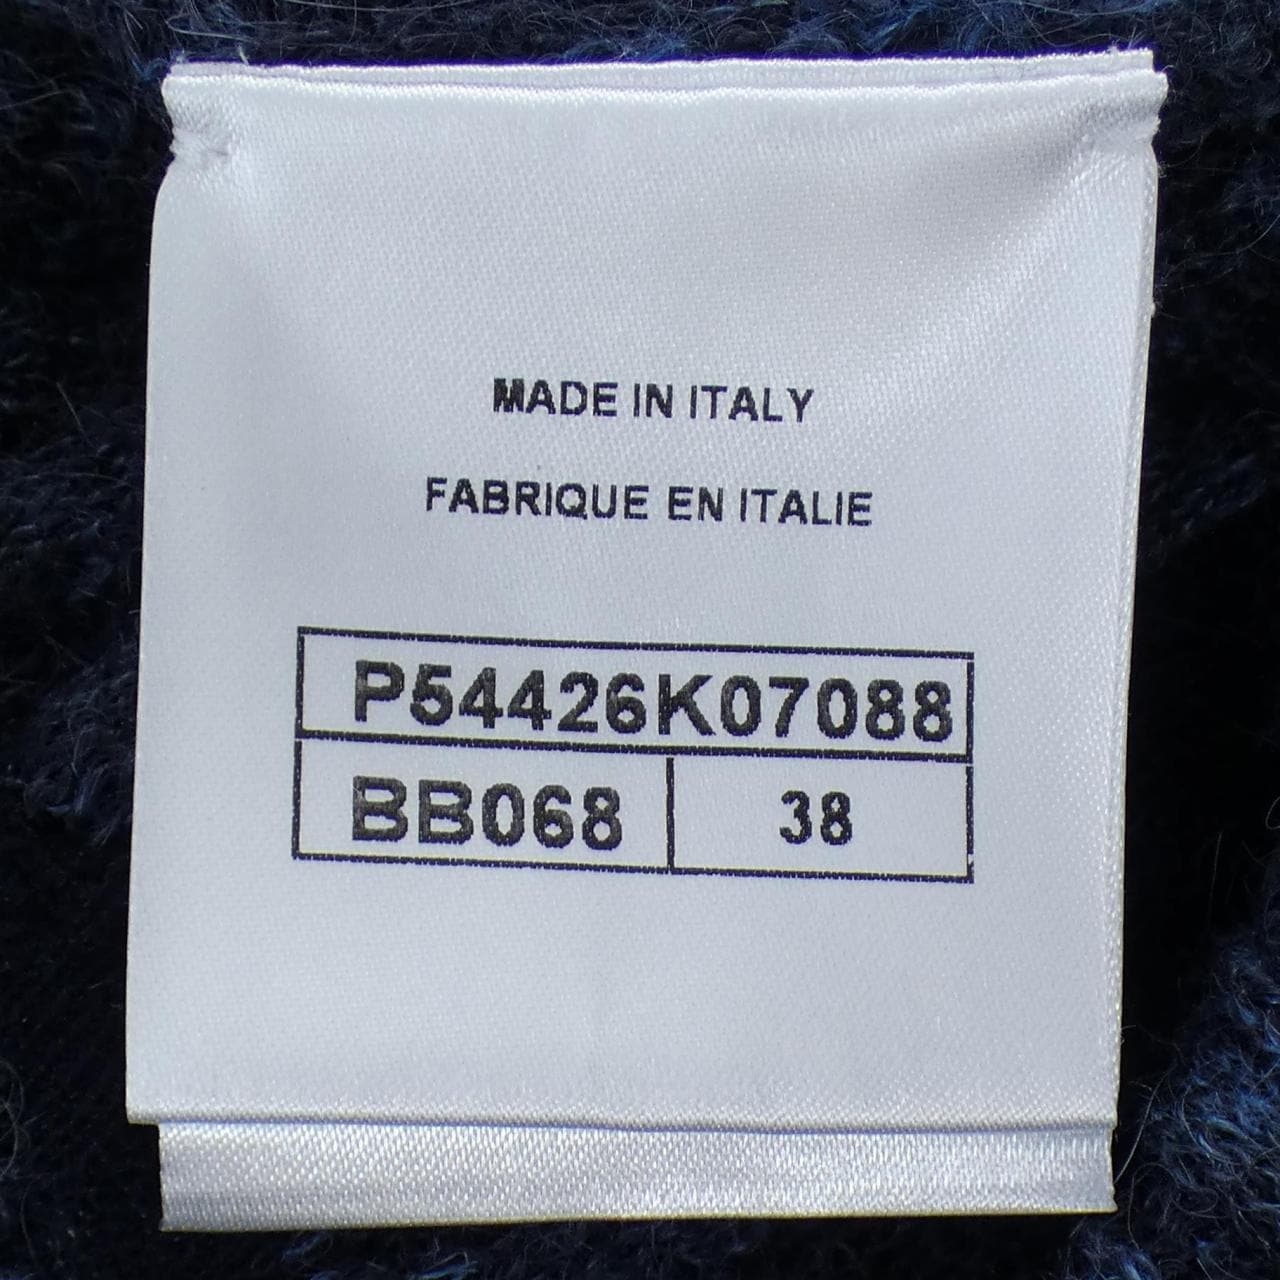 MADE IN ITALY
FABRIQUE EN ITALIE
P54426K07088
BB068 38